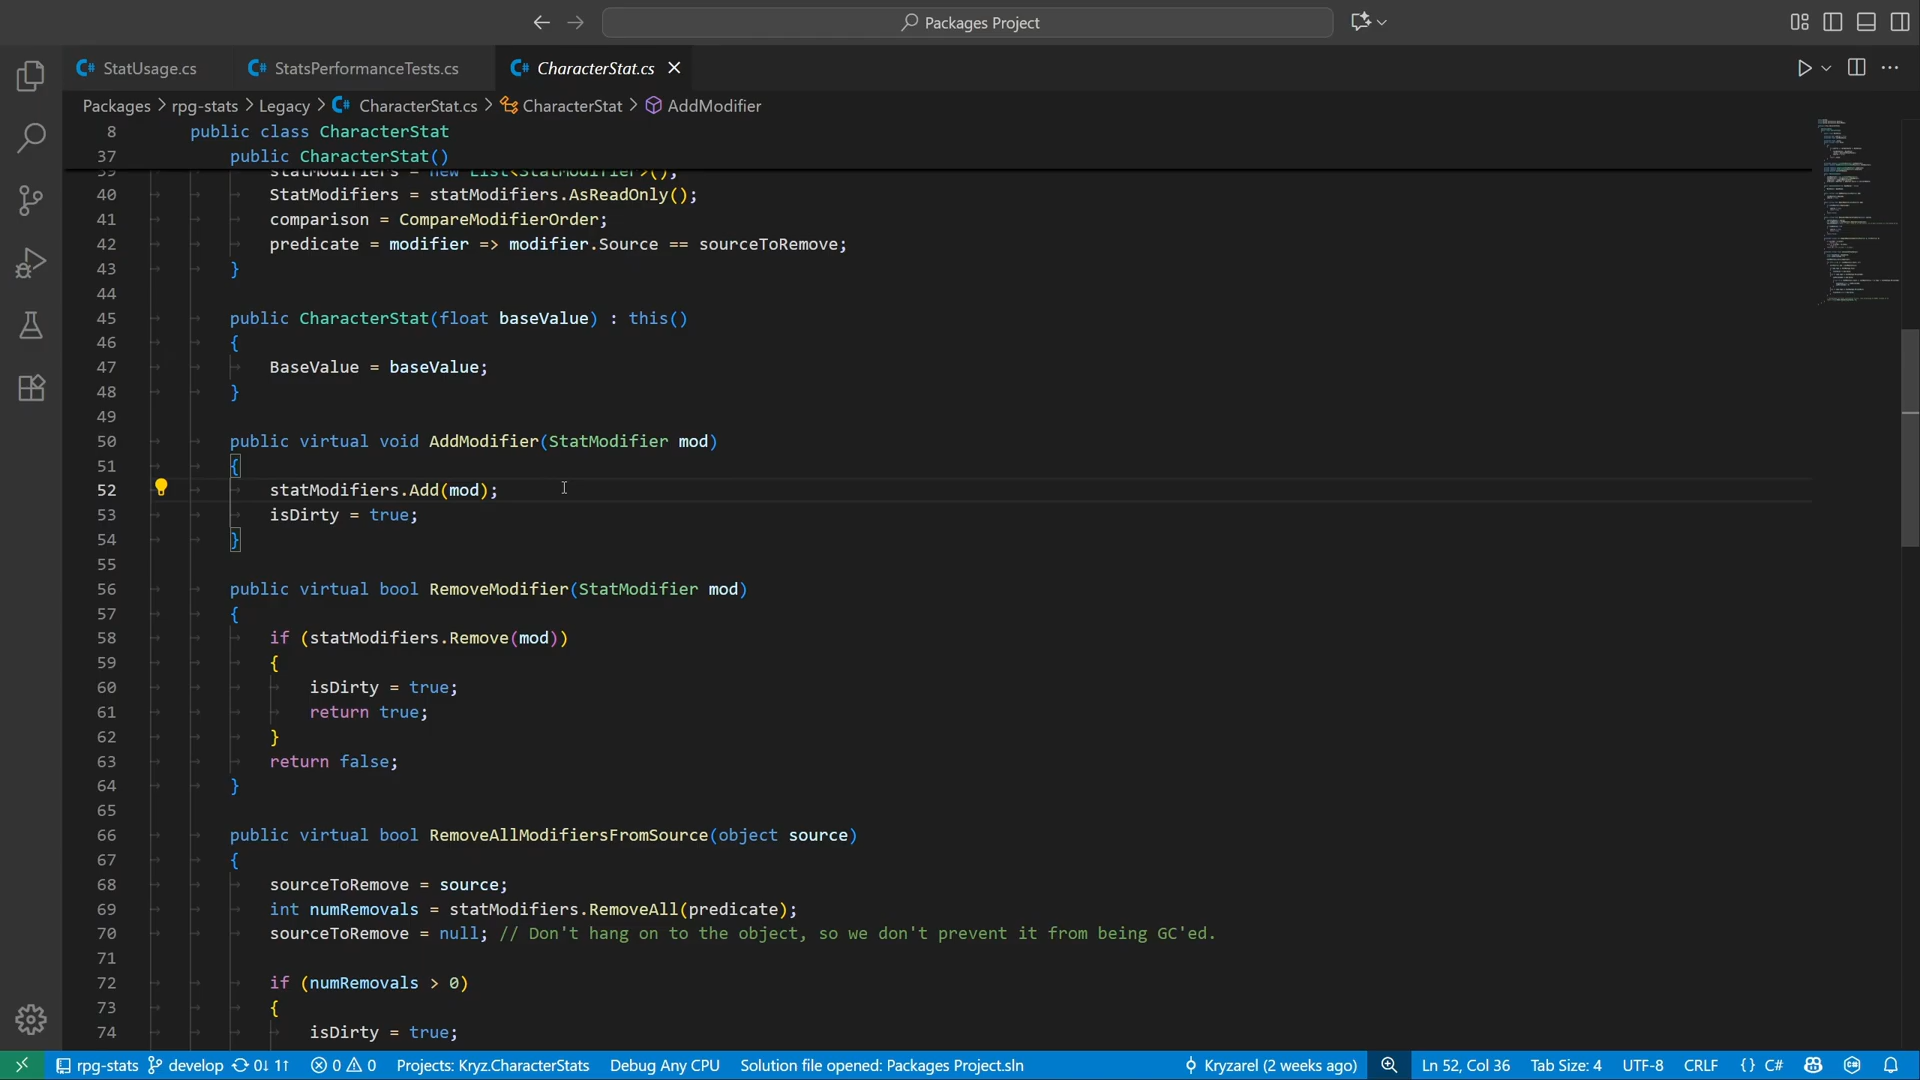 Packages Project
StatUsage.cs
StatsPerformanceTests.cs
CharacterStat.cs
Packages > rpg-stats > Legacy > CharacterStat.cs > CharacterStat > AddModifier
8 public class CharacterStat
37 public CharacterStat()
39 statModifiers = new List<StatModifier>();
40 StatModifiers = statModifiers.AsReadOnly();
41 comparison = CompareModifierOrder;
42 predicate = modifier => modifier.Source == sourceToRemove;
43 }
44
45 public CharacterStat(float baseValue) : this()
46 {
47 BaseValue = baseValue;
48 }
49
50 public virtual void AddModifier(StatModifier mod)
51 {
52 statModifiers.Add(mod);
53 isDirty = true;
54 }
55
56 public virtual bool RemoveModifier(StatModifier mod)
57 {
58 if (statModifiers.Remove(mod))
59 {
60 isDirty = true;
61 return true;
62 }
63 return false;
64 }
65
66 public virtual bool RemoveAllModifiersFromSource(object source)
67 {
68 sourceToRemove = source;
69 int numRemovals = statModifiers.RemoveAll(predicate);
70 sourceToRemove = null; // Don't hang on to the object, so we don't prevent it from being GC'ed.
71
72 if (numRemovals > 0)
73 {
74 isDirty = true;
rpg-stats develop 0↓ 1↑ 0 0 Projects: Kryz.CharacterStats Debug Any CPU Solution file opened: Packages Project.sln Kryzarel (2 weeks ago) Ln 52, Col 36 Tab Size: 4 UTF-8 CRLF {} C#